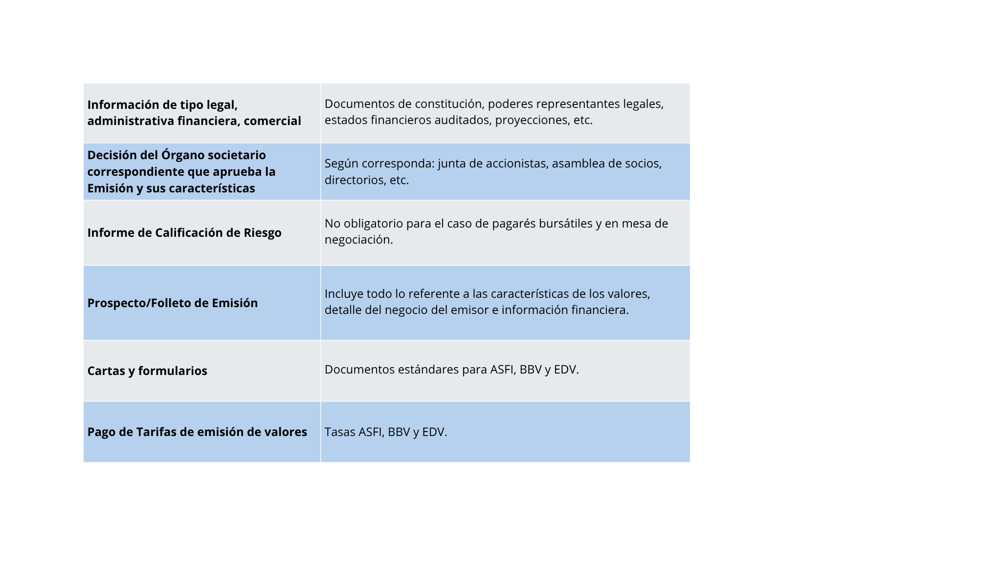 Información de tipo legal,
administrativa financiera, comercial
Documentos de constitución, poderes representantes legales,
estados financieros auditados, proyecciones, etc.
Decisión del Órgano societario
correspondiente que aprueba la
Emisión y sus características
Según corresponda: junta de accionistas, asamblea de socios,
directorios, etc.
Informe de Calificación de Riesgo
No obligatorio para el caso de pagarés bursátiles y en mesa de
negociación.
Prospecto/Folleto de Emisión
Incluye todo lo referente a las características de los valores,
detalle del negocio del emisor e información financiera.
Cartas y formularios
Documentos estándares para ASFI, BBV y EDV.
Pago de Tarifas de emisión de valores
Tasas ASFI, BBV y EDV.